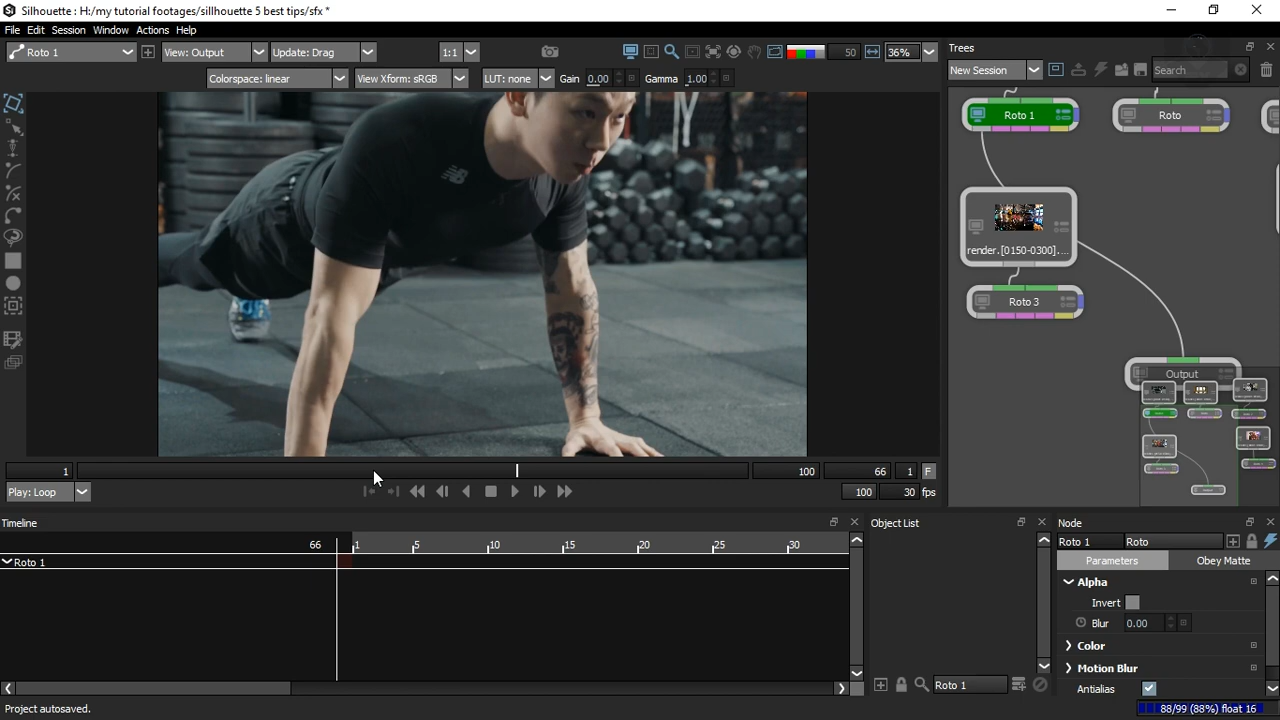 Silhouette : H:/my tutorial footages/sillhouette 5 best tips/sfx *
File Edit Session Window Actions Help
Roto 1 View: Output Update: Drag 1:1 50 36%
Colorspace: linear View Xform: sRGB LUT: none Gain 0.00 Gamma 1.00
Trees
New Session Search
Roto 1 Roto
render.[0150-0300]....
Roto 3
Output
1 100 66 1 F
Play: Loop 100 30 fps
Timeline
66 1 5 10 15 20 25 30
Roto 1
Object List
Roto 1
Node
Roto 1 Roto
Parameters Obey Matte
Alpha
Invert
Blur 0.00
Color
Motion Blur
Antialias
Project autosaved. 88/99 (88%) float 16